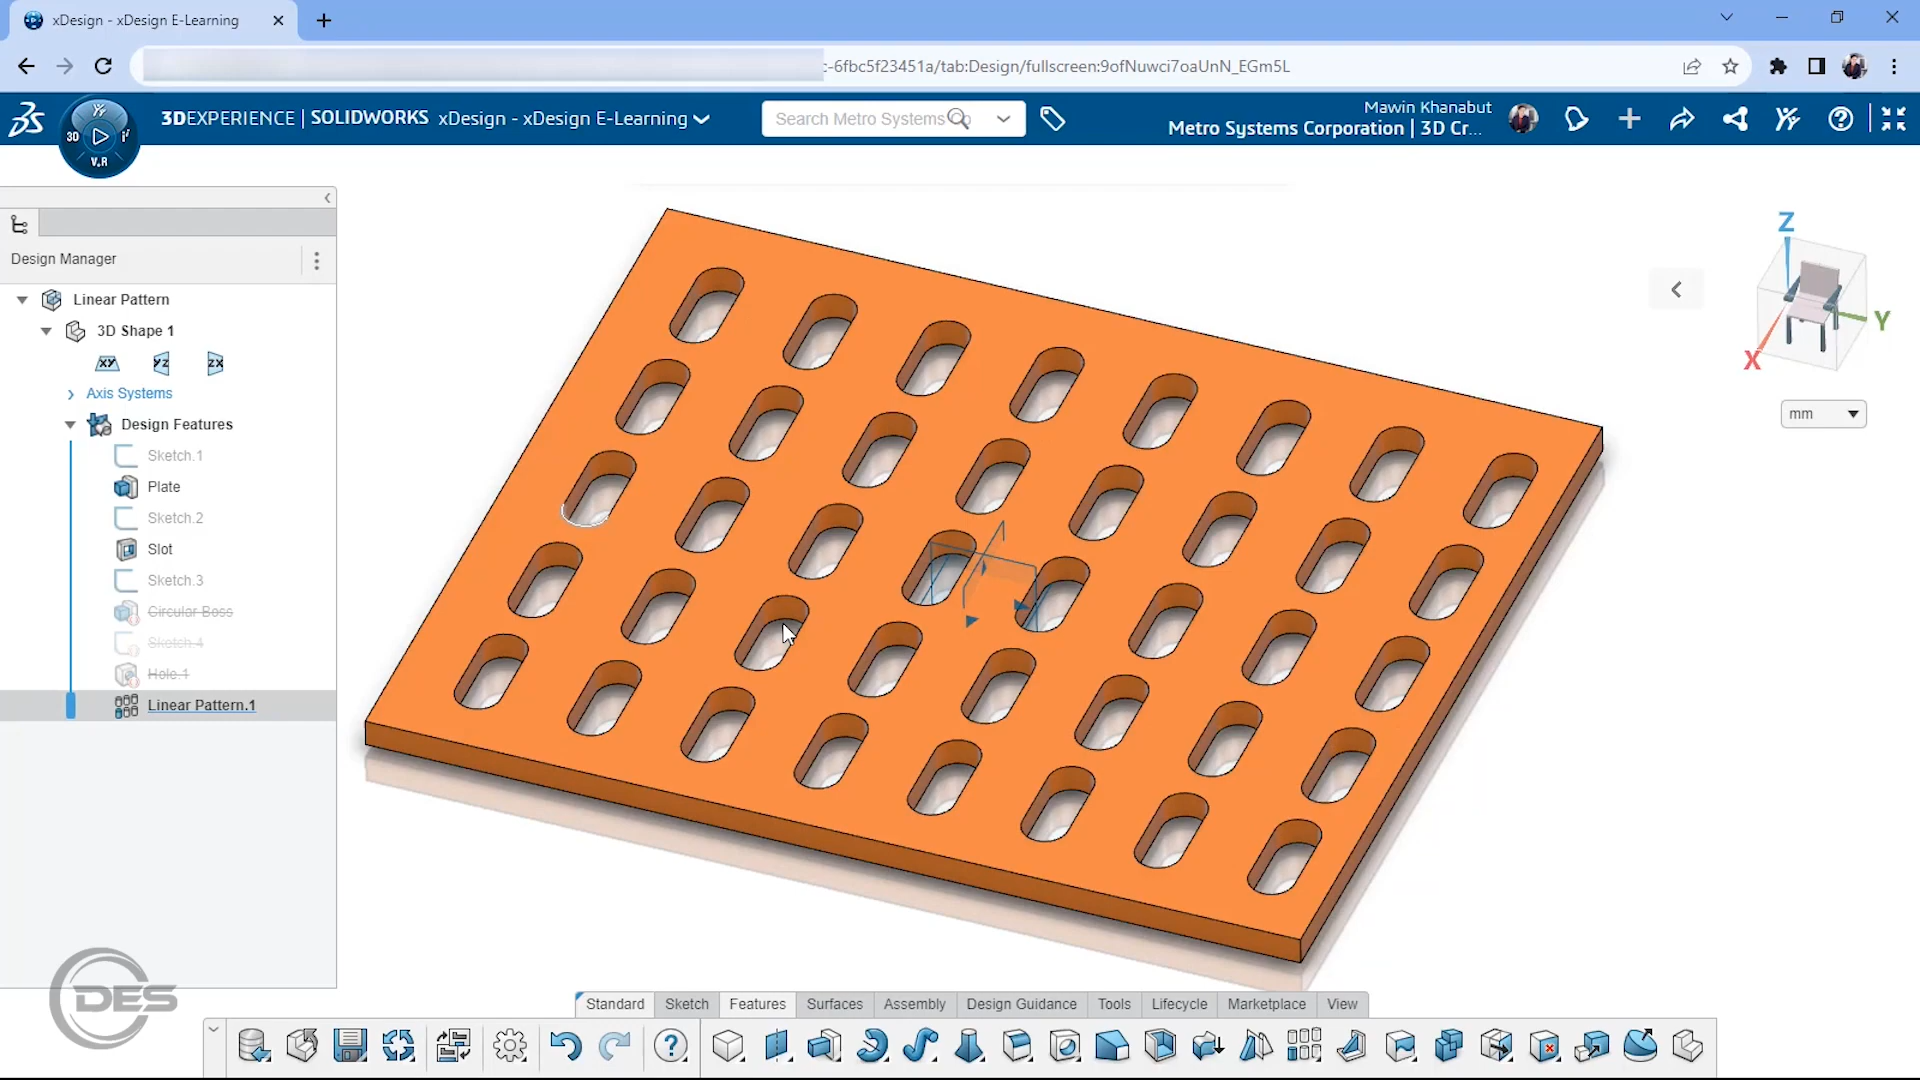 xDesign - xDesign E-Learning
:-6fbc5f23451a/tab:Design/fullscreen:9ofNuwci7oaUnN_EGm5L
3DEXPERIENCE | SOLIDWORKS xDesign - xDesign E-Learning
Search Metro Systems
Mawin Khanabut
Metro Systems Corporation | 3D Cr...
3D
V.R
Design Manager
Linear Pattern
3D Shape 1
XY YZ ZX
Axis Systems
Design Features
Sketch.1
Plate
Sketch.2
Slot
Sketch.3
Circular Boss
Sketch.4
Hole.1
Linear Pattern.1
Z
Y
X
mm
DES
Standard Sketch Features Surfaces Assembly Design Guidance Tools Lifecycle Marketplace View